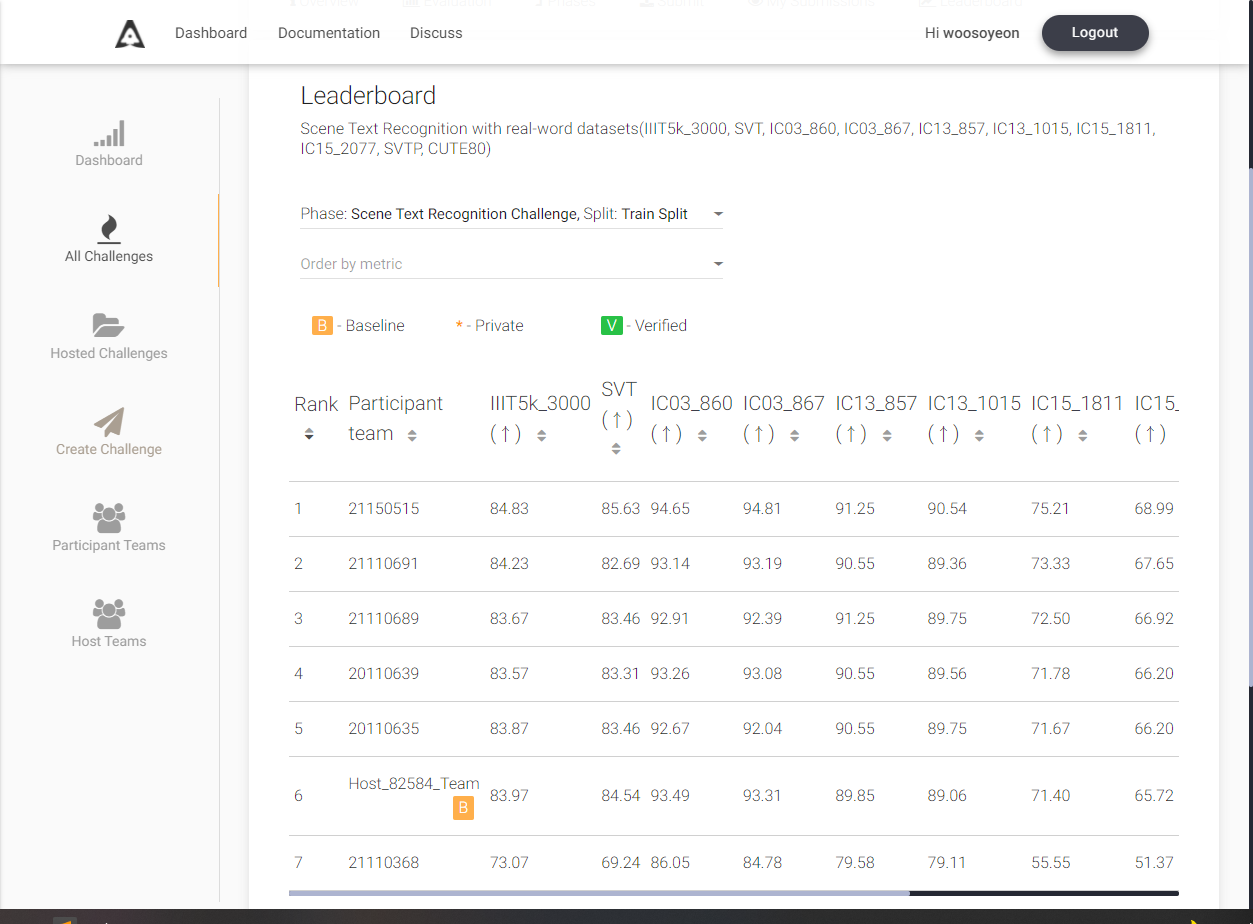 Overview Evaluation Phases Submit My Submissions Leaderboard
Dashboard Documentation Discuss Hi woosoyeon Logout
Dashboard
All Challenges
Hosted Challenges
Create Challenge
Participant Teams
Host Teams
Leaderboard
Scene Text Recognition with real-word datasets(IIIT5k_3000, SVT, IC03_860, IC03_867, IC13_857, IC13_1015, IC15_1811,
IC15_2077, SVTP, CUTE80)
Phase: Scene Text Recognition Challenge, Split: Train Split
Order by metric
B - Baseline * - Private V - Verified
Rank Participant team IIIT5k_3000 (↑) SVT (↑) IC03_860 (↑) IC03_867 (↑) IC13_857 (↑) IC13_1015 (↑) IC15_1811 (↑) IC15_ (↑)
1 21150515 84.83 85.63 94.65 94.81 91.25 90.54 75.21 68.99
2 21110691 84.23 82.69 93.14 93.19 90.55 89.36 73.33 67.65
3 21110689 83.67 83.46 92.91 92.39 91.25 89.75 72.50 66.92
4 20110639 83.57 83.31 93.26 93.08 90.55 89.56 71.78 66.20
5 20110635 83.87 83.46 92.67 92.04 90.55 89.75 71.67 66.20
6 Host_82584_Team B 83.97 84.54 93.49 93.31 89.85 89.06 71.40 65.72
7 21110368 73.07 69.24 86.05 84.78 79.58 79.11 55.55 51.37